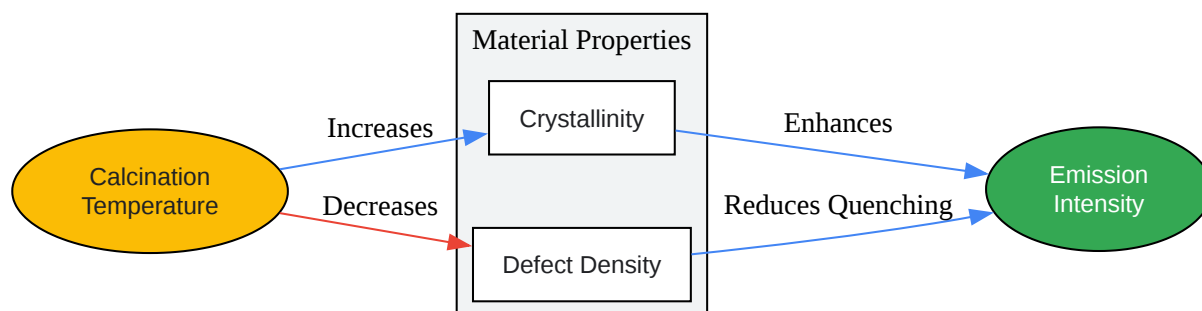 Material Properties
Crystallinity
Increases
Enhances
Calcination
Temperature
Emission
Intensity
Decreases
Reduces Quenching
Defect Density